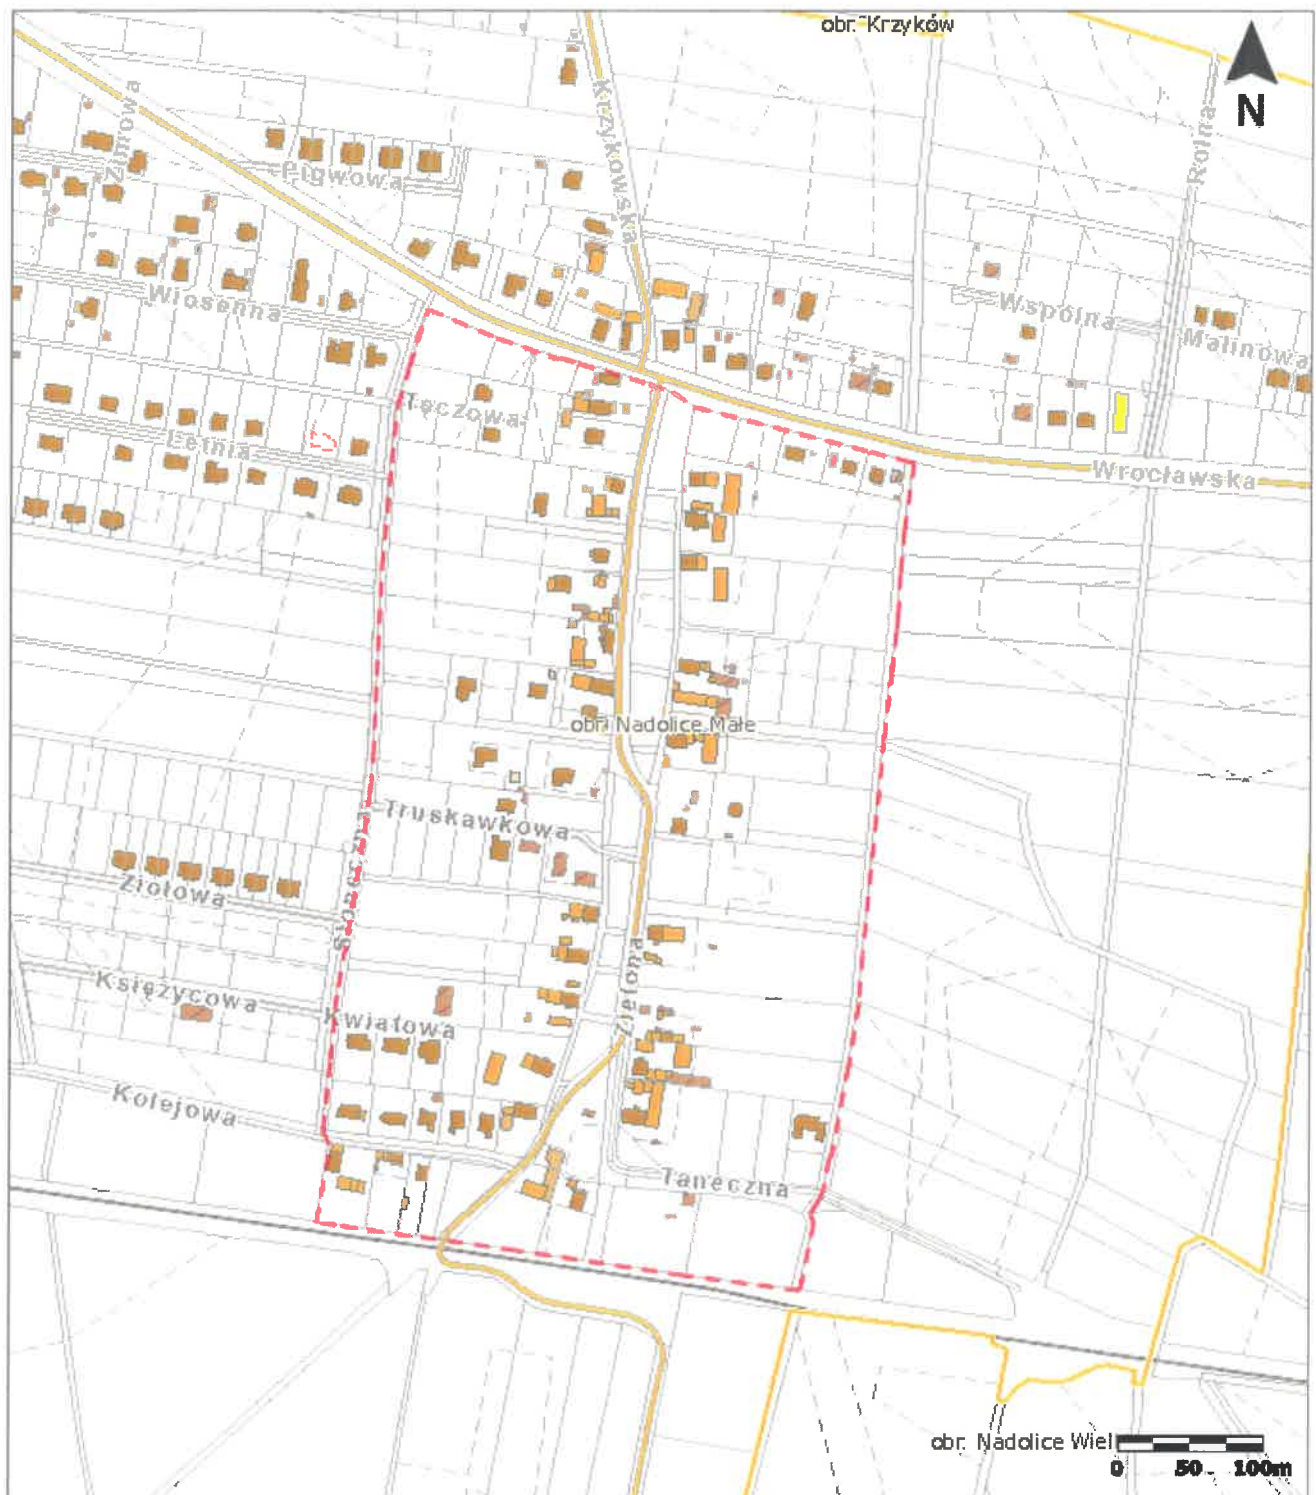 obr. Krzyków
N
Zimowa
Pigwowa
Krzykowska
Rolna
Wiosenna
Wspólna
Malinowa
Tęczowa
Letnia
Wrocławska
obr. Nadolice Małe
Truskawkowa
Słoneczna
Ziołowa
Zielona
Księżycowa
Kwiatowa
Kolejowa
Taneczna
obr. Nadolice Wiel
0 50 100m